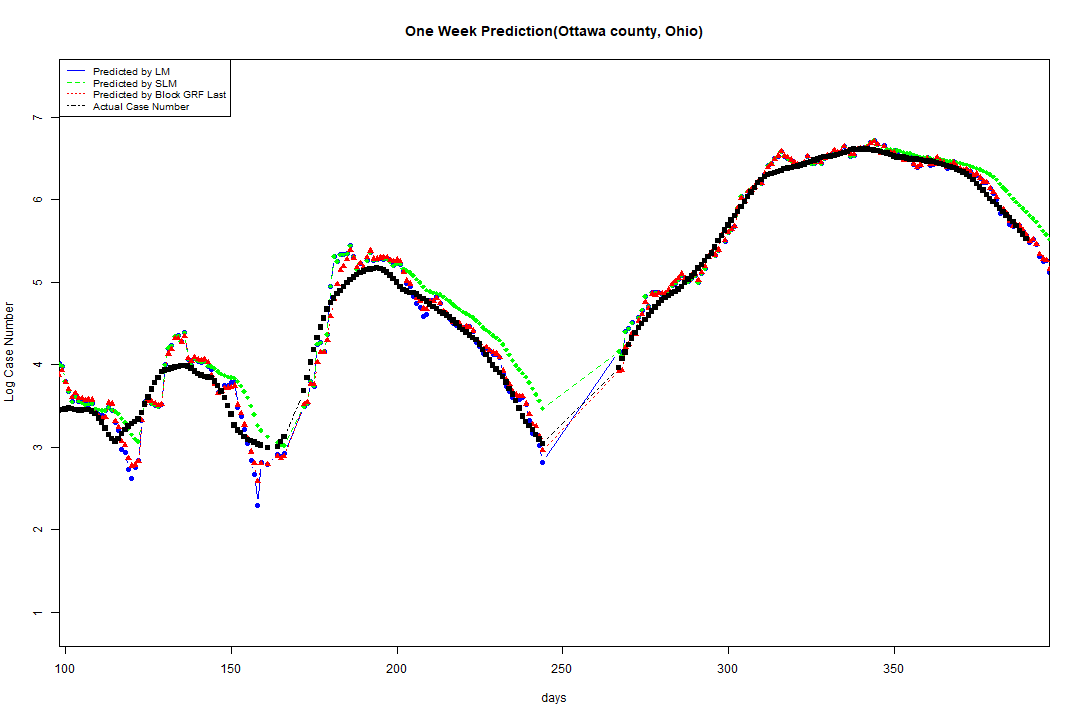 One Week Prediction(Ottawa county, Ohio)
Predicted by LM
Predicted by SLM
Predicted by Block GRF Last
Actual Case Number
Log Case Number
7
6
5
4
3
2
1
100 150 200 250 300 350
days